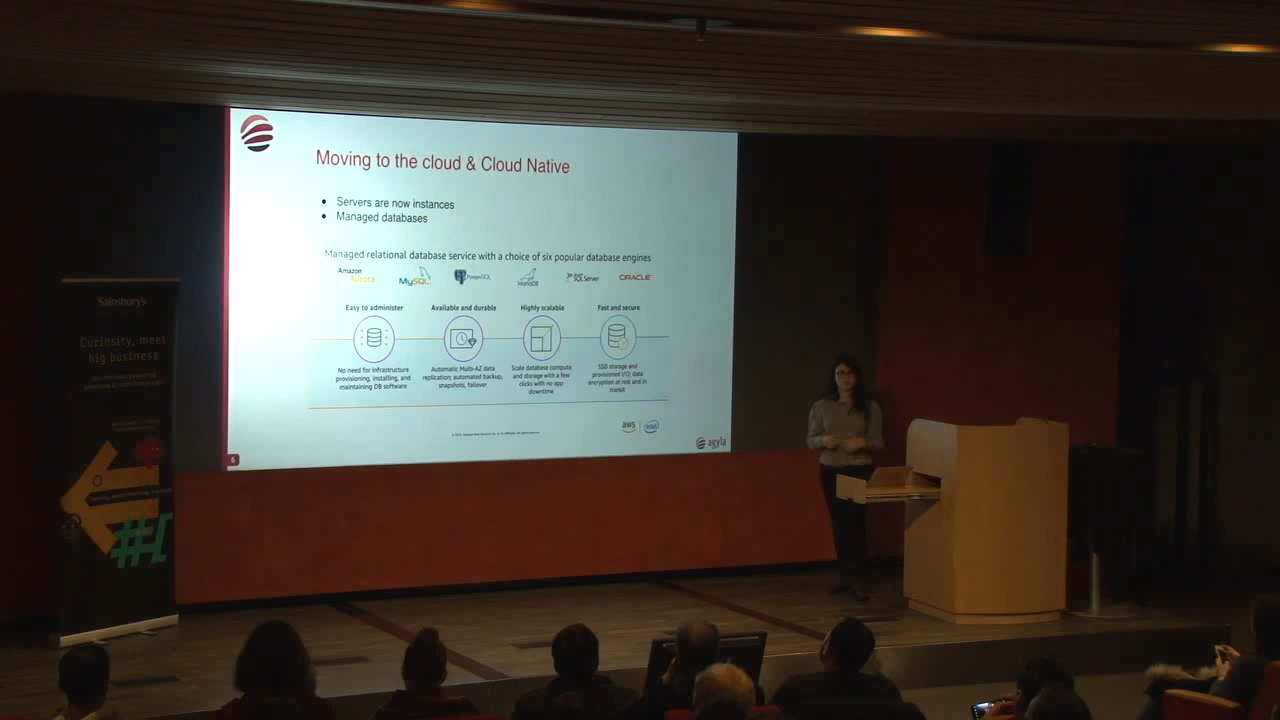 Moving to the cloud & Cloud Native
• Servers are now instances
• Managed databases
Managed relational database service with a choice of six popular database engines
Amazon
Aurora
MySQL
PostgreSQL
MariaDB
SQL Server
ORACLE
Easy to administer
Available and durable
Highly scalable
Fast and secure
No need for infrastructure
provisioning, installing, and
maintaining DB software
Automatic Multi-AZ data
replication; automated backup,
snapshots, failover
Scale database compute
and storage with a few
clicks with no app
downtime
SSD storage and
provisioned I/O; data
encryption at rest and in
transit
aws
intel
6
agyla
Sainsbury's
Curiosity, meet
big business